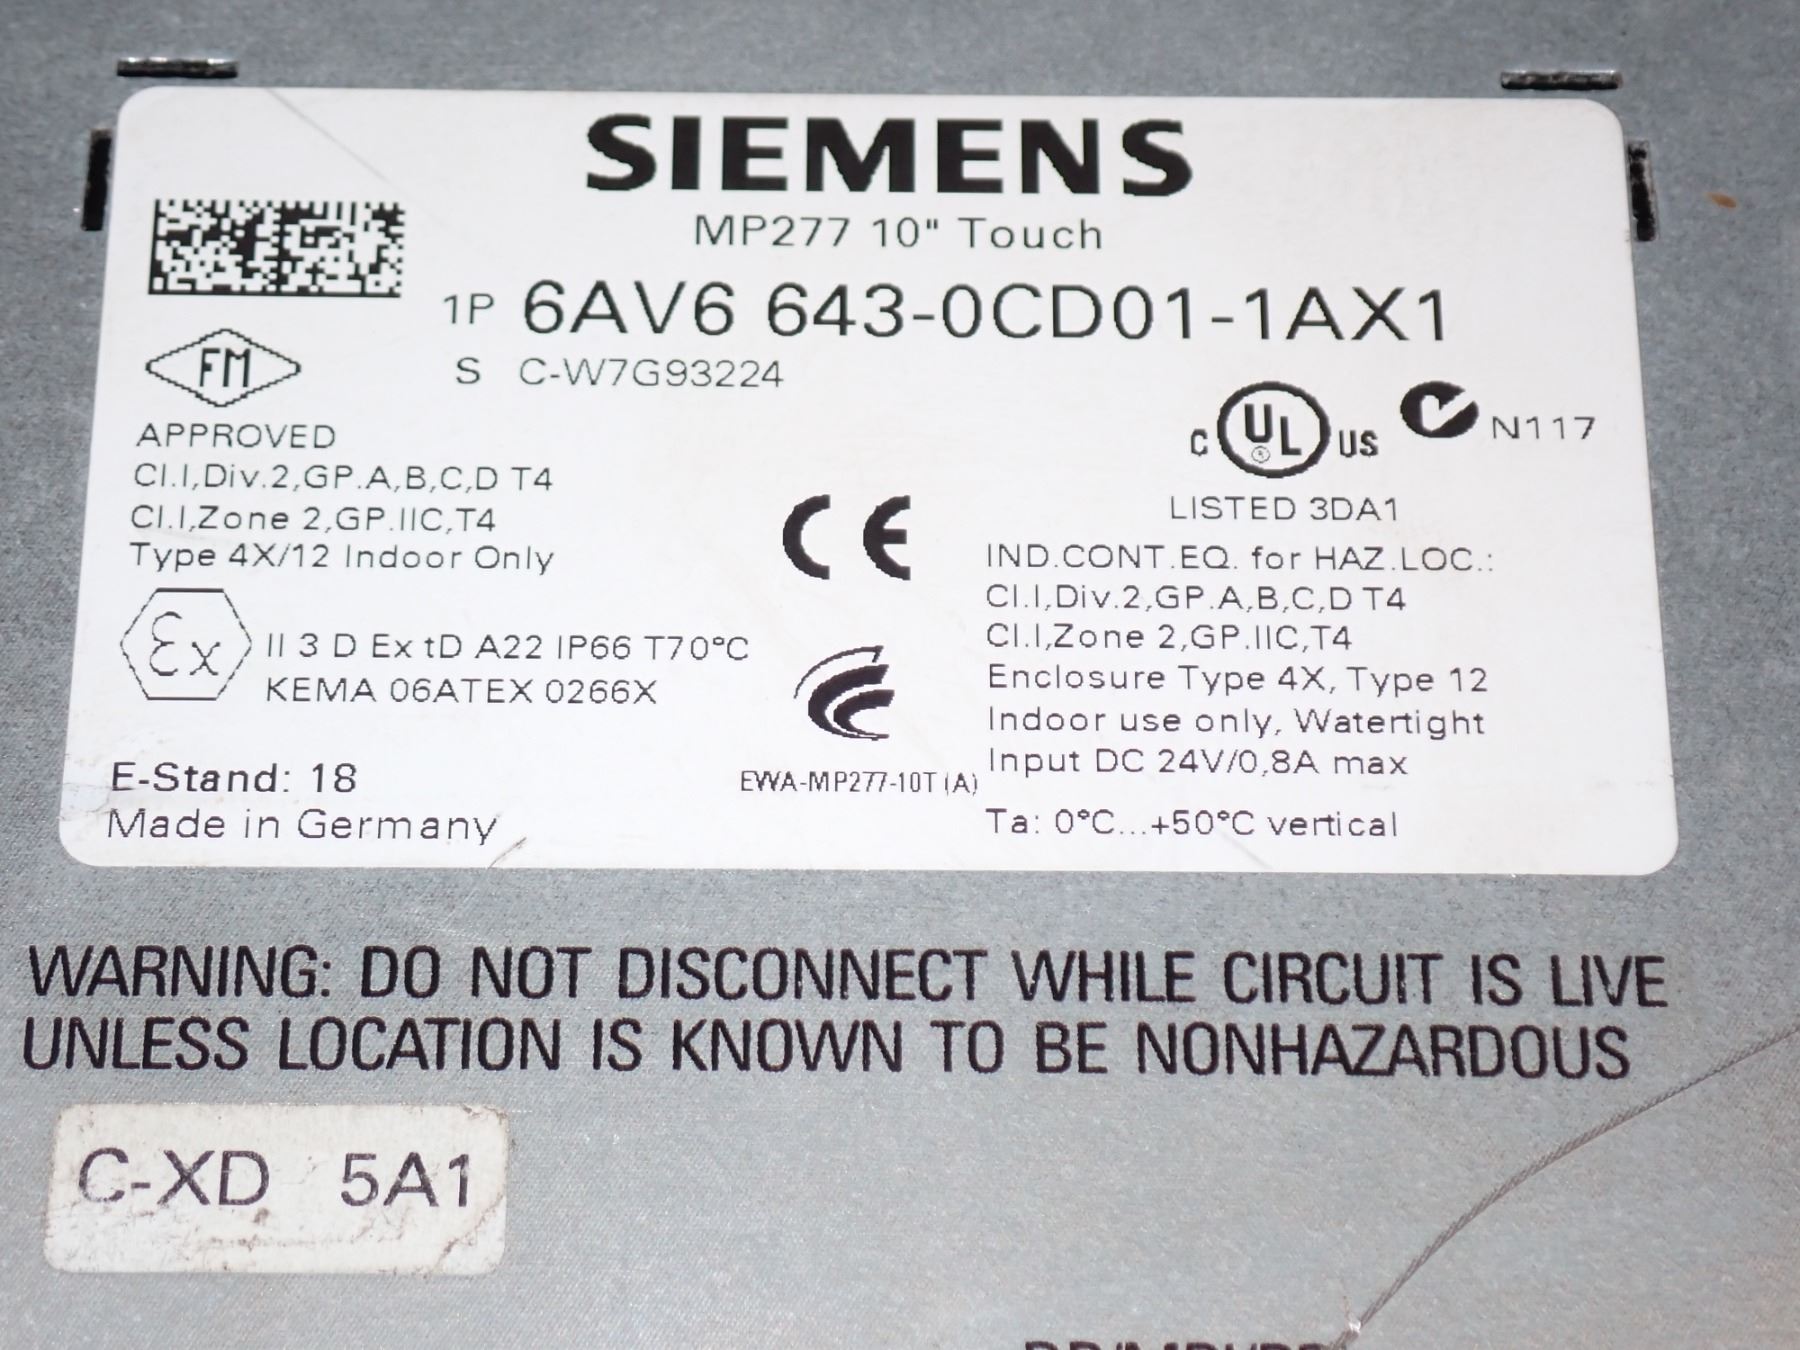 SIEMENS
MP277 10" Touch
1P 6AV6 643-0CD01-1AX1
S C-W7G93224
FM
APPROVED
Cl.I,Div.2,GP.A,B,C,D T4
Cl.I,Zone 2,GP.IIC,T4
Type 4X/12 Indoor Only
Ex II 3 D Ex tD A22 IP66 T70°C
KEMA 06ATEX 0266X
E-Stand: 18
Made in Germany
CE
EWA-MP277-10T (A)
C UL ® US N117
LISTED 3DA1
IND.CONT.EQ. for HAZ.LOC.:
Cl.I,Div.2,GP.A,B,C,D T4
Cl.I,Zone 2,GP.IIC,T4
Enclosure Type 4X, Type 12
Indoor use only, Watertight
Input DC 24V/0,8A max
Ta: 0°C...+50°C vertical
WARNING: DO NOT DISCONNECT WHILE CIRCUIT IS LIVE
UNLESS LOCATION IS KNOWN TO BE NONHAZARDOUS
C-XD 5A1